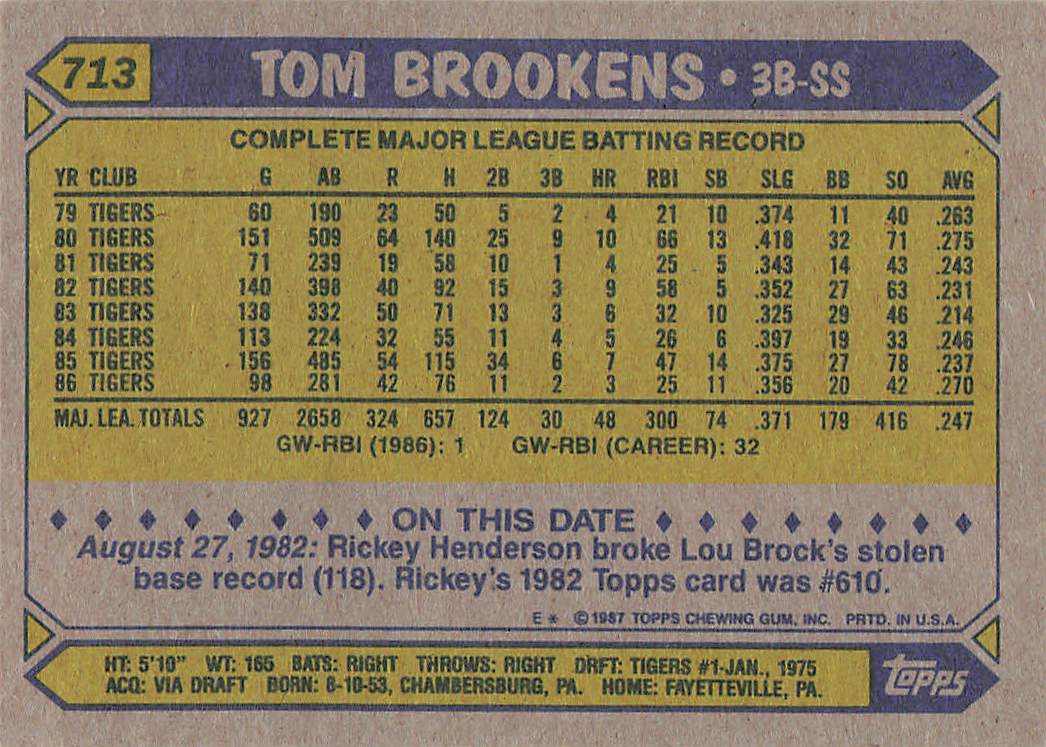 713 TOM BROOKENS • 3B-SS
COMPLETE MAJOR LEAGUE BATTING RECORD
YR CLUB G AB R H 2B 3B HR RBI SB SLG BB SO AVG
79 TIGERS 60 190 23 50 5 2 4 21 10 .374 11 40 .263
80 TIGERS 151 509 64 140 25 9 10 66 13 .418 32 71 .275
81 TIGERS 71 239 19 58 10 1 4 25 5 .343 14 43 .243
82 TIGERS 140 398 40 92 15 3 9 58 5 .352 27 63 .231
83 TIGERS 138 332 50 71 13 3 6 32 10 .325 29 46 .214
84 TIGERS 113 224 32 55 11 4 5 26 6 .397 19 33 .246
85 TIGERS 156 485 54 115 34 6 7 47 14 .375 27 78 .237
86 TIGERS 98 281 42 76 11 2 3 25 11 .356 20 42 .270
MAJ. LEA. TOTALS 927 2658 324 657 124 30 48 300 74 .371 179 416 .247
GW-RBI (1986): 1 GW-RBI (CAREER): 32
♦ ♦ ♦ ♦ ♦ ♦ ♦ ♦ ON THIS DATE ♦ ♦ ♦ ♦ ♦ ♦ ♦ ♦
August 27, 1982: Rickey Henderson broke Lou Brock's stolen
base record (118). Rickey's 1982 Topps card was #610.
E * © 1987 TOPPS CHEWING GUM, INC. PRTD. IN U.S.A.
HT: 5'10" WT: 165 BATS: RIGHT THROWS: RIGHT DRFT: TIGERS #1-JAN., 1975
ACQ: VIA DRAFT BORN: 8-10-53, CHAMBERSBURG, PA. HOME: FAYETTEVILLE, PA.
topps